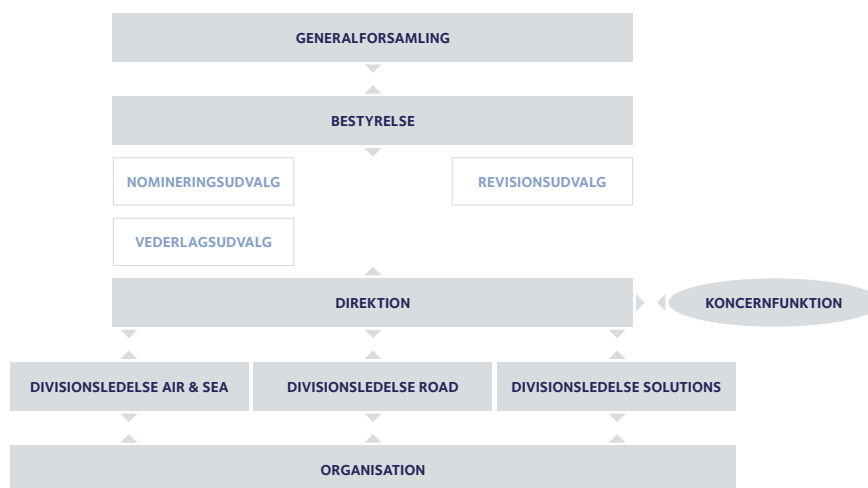 GENERALFORSAMLING
BESTYRELSE
NOMINERINGSUDVALG
REVISIONSUDVALG
VEDERLAGSUDVALG
DIREKTION
KONCERNFUNKTION
DIVISIONSLEDELSE AIR & SEA
DIVISIONSLEDELSE ROAD
DIVISIONSLEDELSE SOLUTIONS
ORGANISATION